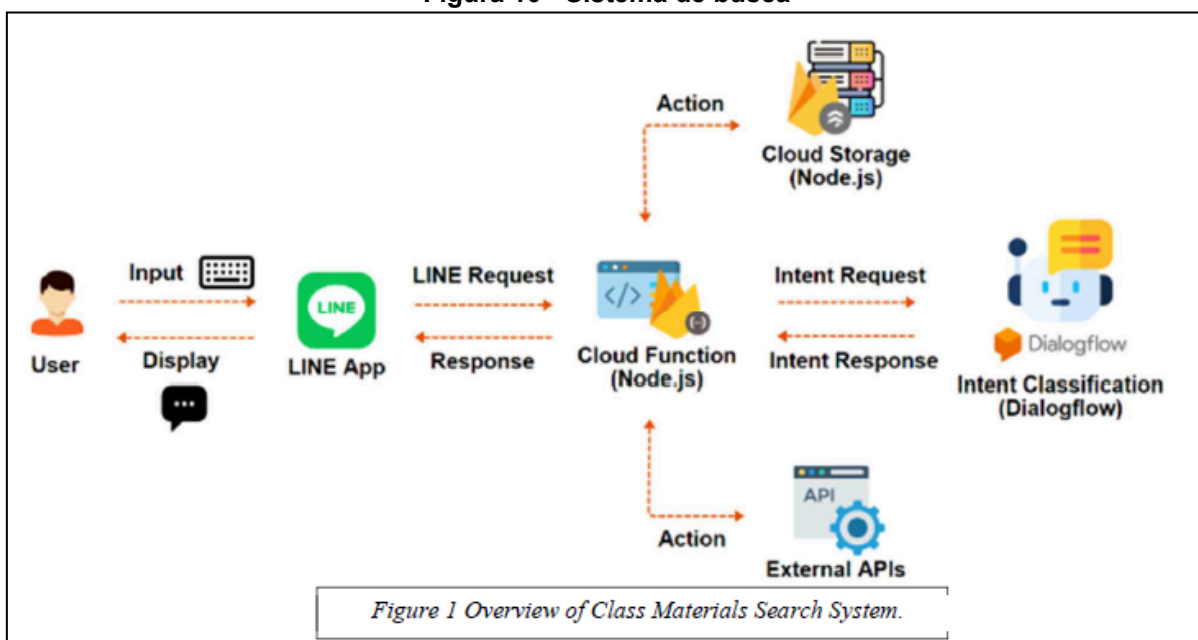 Action
Cloud Storage
(Node.js)
Input
LINE Request
Intent Request
</>
LINE
Dialogflow
User
Display
LINE App
Response
Cloud Function
(Node.js)
Intent Response
Intent Classification
(Dialogflow)
API
Action
External APIs
Figure 1 Overview of Class Materials Search System.